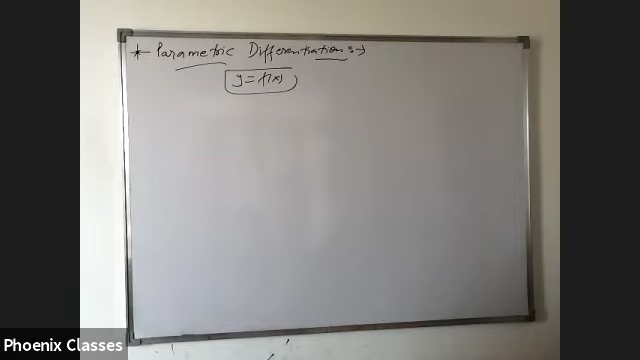 * Parametric Differentiation :→
y = f(x)
Phoenix Classes